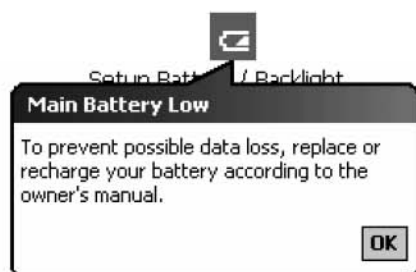 Setup Batt / Backlight
Main Battery Low
To prevent possible data loss, replace or
recharge your battery according to the
owner's manual.
OK